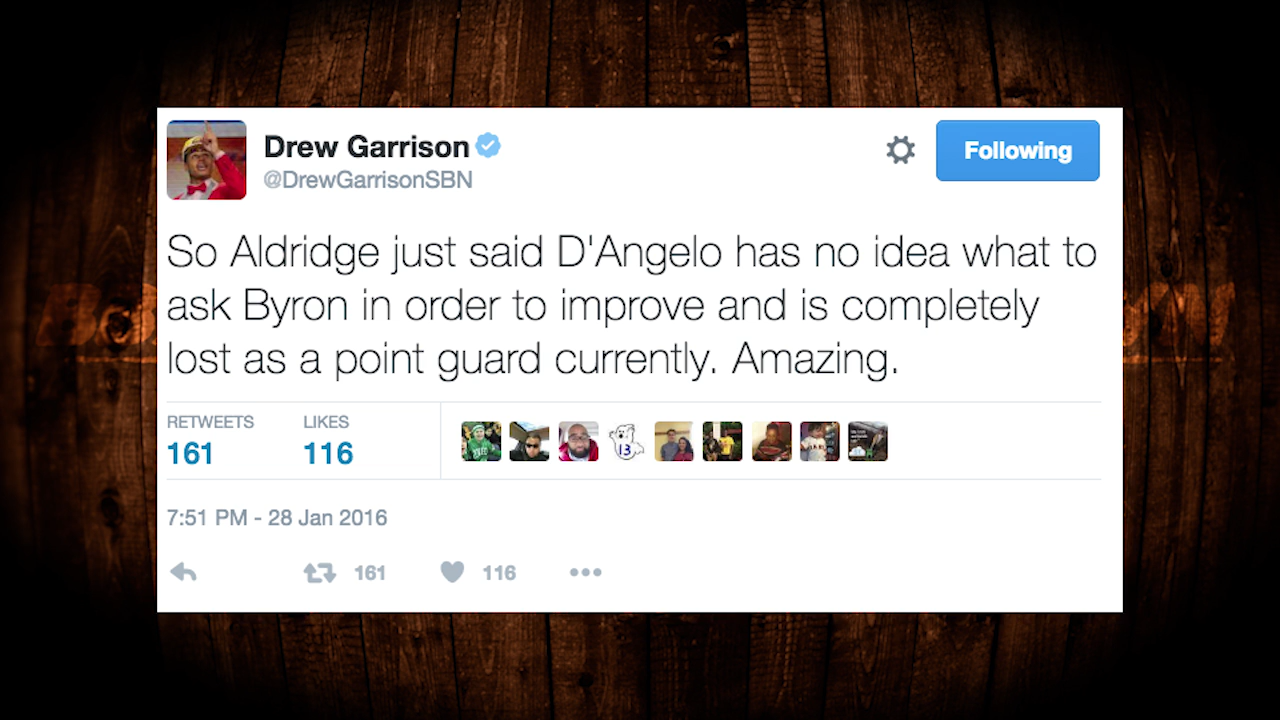 Drew Garrison
@DrewGarrisonSBN
Following
So Aldridge just said D'Angelo has no idea what to
ask Byron in order to improve and is completely
lost as a point guard currently. Amazing.
RETWEETS LIKES
161 116
13
7:51 PM - 28 Jan 2016
161 116